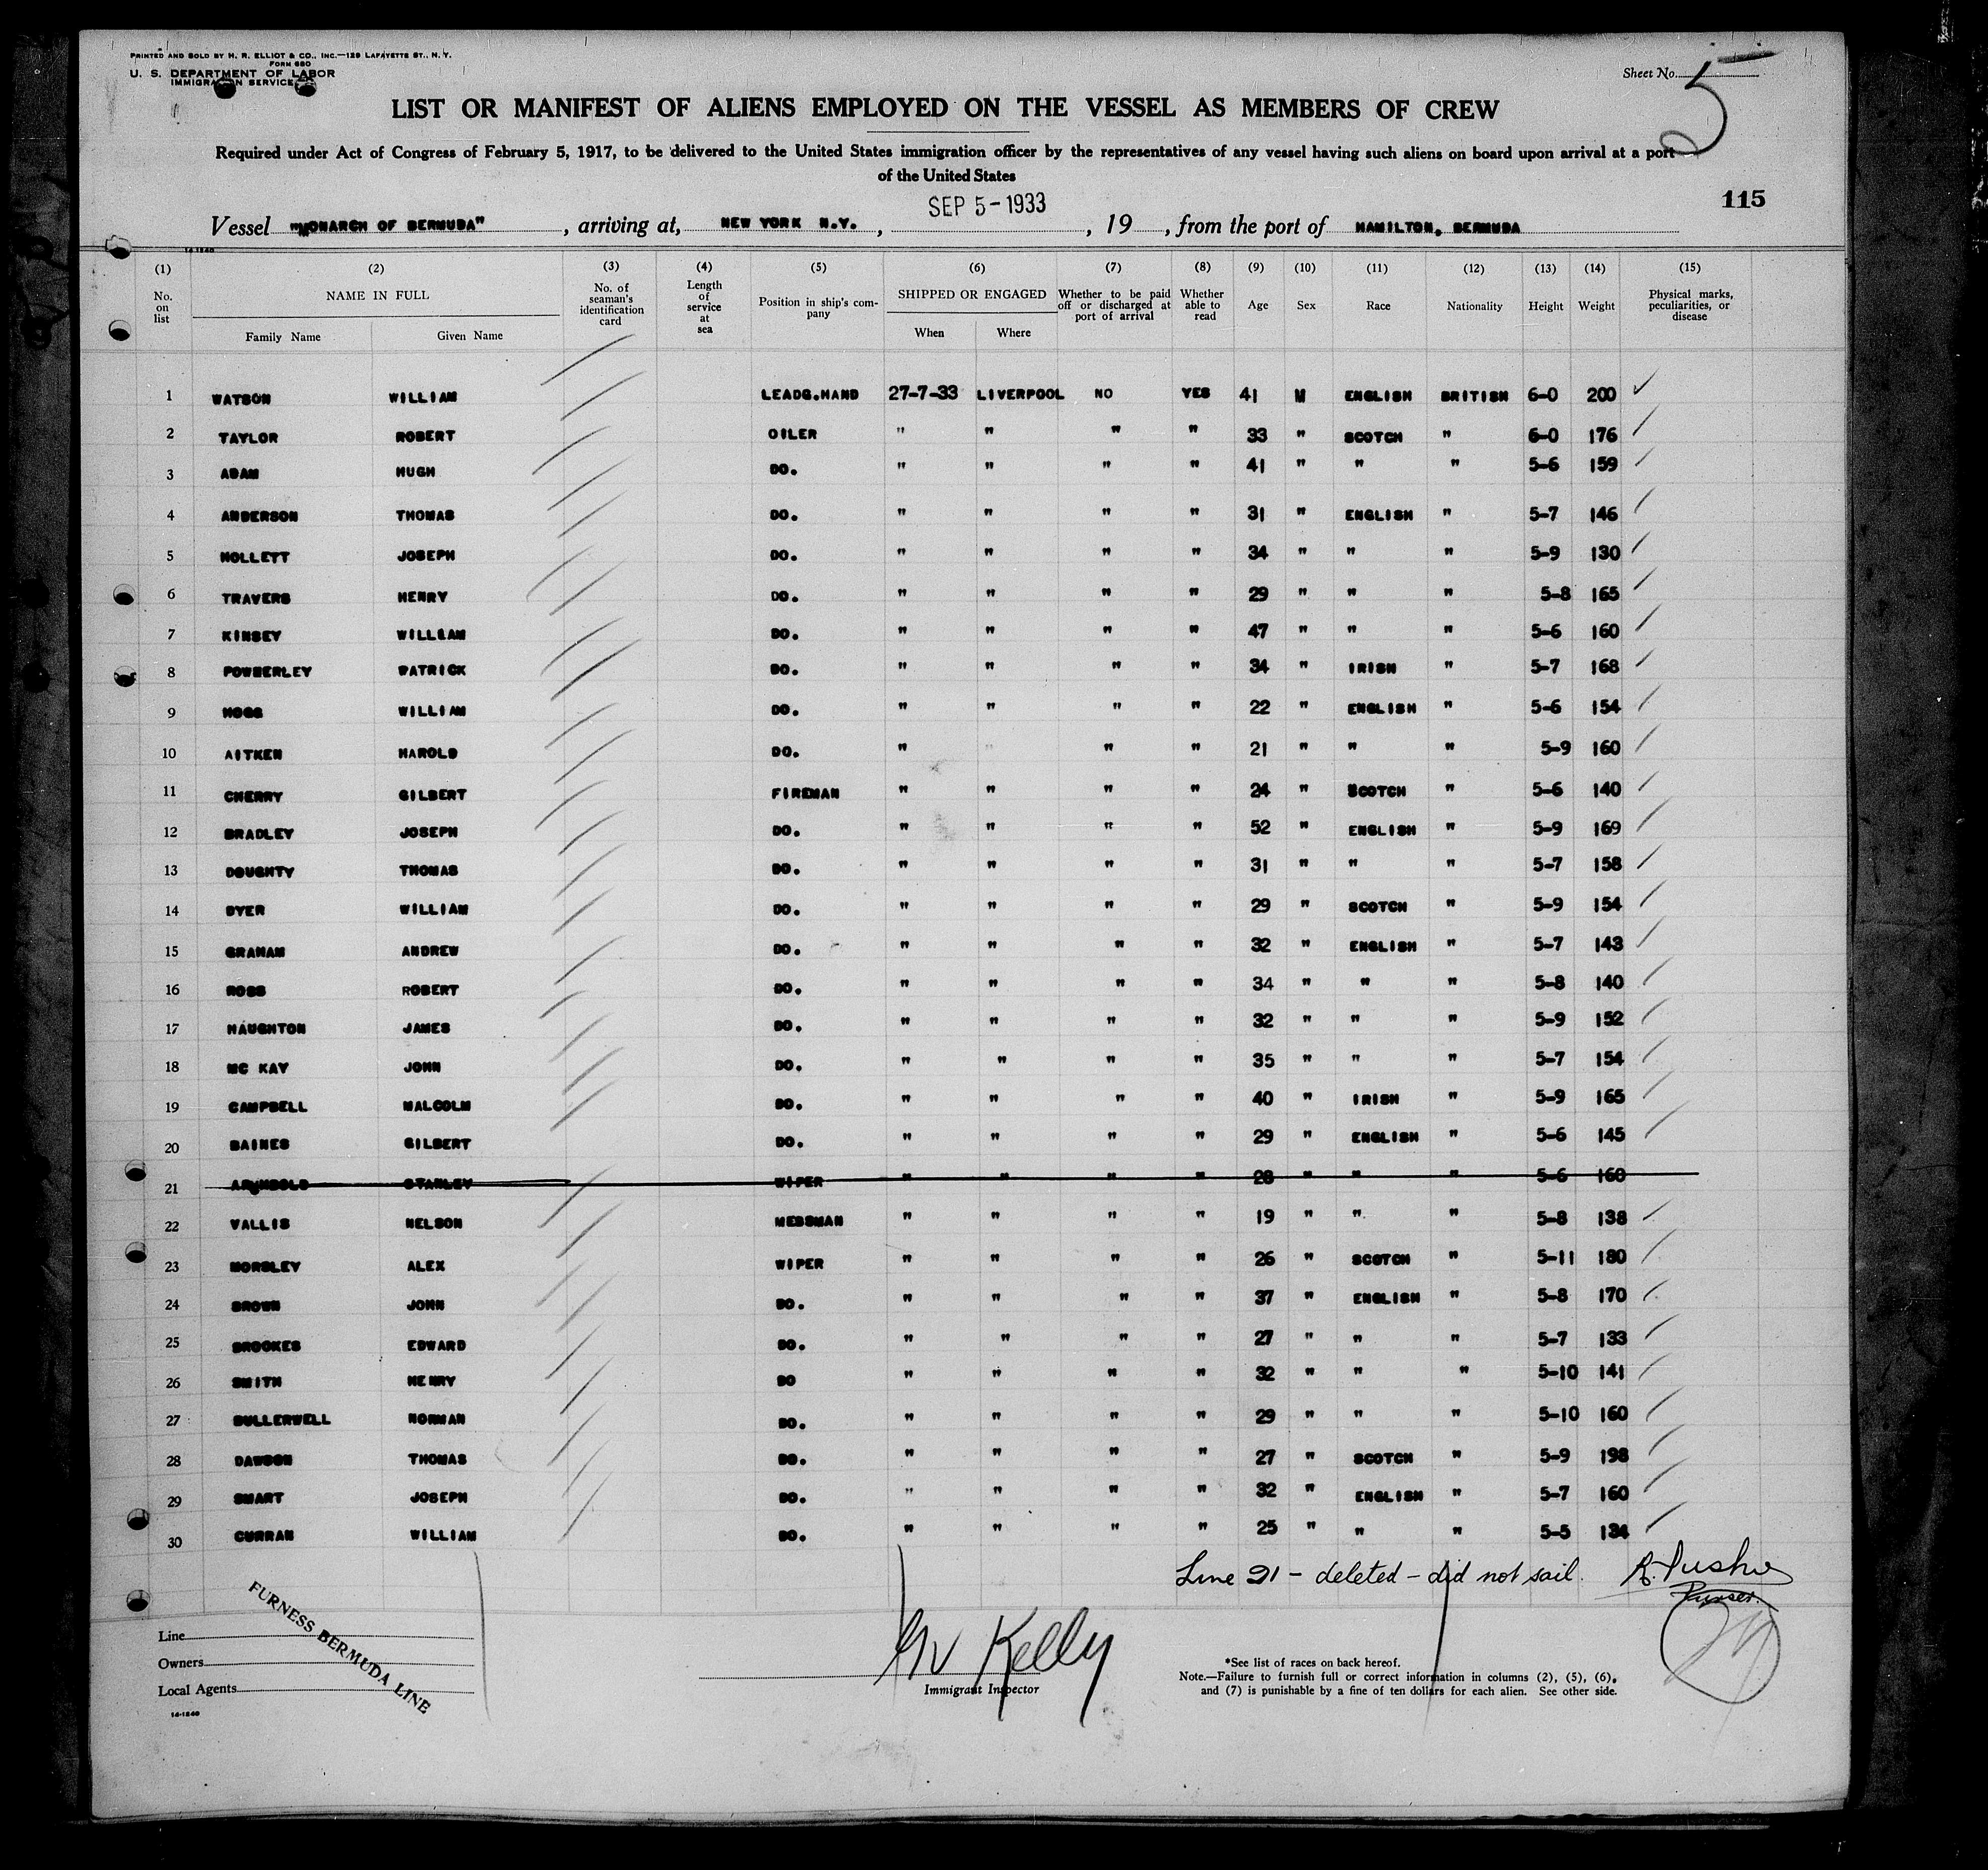 PRINTED AND SOLD BY H. R. ELLIOT & CO., INC.—129 LAFAYETTE ST., N. Y.
FORM 680
U. S. DEPARTMENT OF LABOR
IMMIGRATION SERVICE
Sheet No. 5
LIST OR MANIFEST OF ALIENS EMPLOYED ON THE VESSEL AS MEMBERS OF CREW
Required under Act of Congress of February 5, 1917, to be delivered to the United States immigration officer by the representatives of any vessel having such aliens on board upon arrival at a port
of the United States
115
SEP 5-1933
Vessel "MONARCH OF BERMUDA", arriving at, NEW YORK N.Y., , 19 , from the port of HAMILTON, BERMUDA
14-1240
(1) (2) (3) (4) (5) (6) (7) (8) (9) (10) (11) (12) (13) (14) (15)
No. on list NAME IN FULL Family Name Given Name No. of seaman's identification card Length of service at sea Position in ship's company SHIPPED OR ENGAGED When Where Whether to be paid off or discharged at port of arrival Whether able to read Age Sex Race Nationality Height Weight Physical marks, peculiarities, or disease
1 WATSON WILLIAM LEADG.HAND 27-7-33 LIVERPOOL NO YES 41 M ENGLISH BRITISH 6-0 200
2 TAYLOR ROBERT OILER " " " " 33 " SCOTCH " 6-0 176
3 ADAM HUGH DO. " " " " 41 " " " 5-6 159
4 ANDERSON THOMAS DO. " " " " 31 " ENGLISH " 5-7 146
5 HOLLETT JOSEPH DO. " " " " 34 " " " 5-9 130
6 TRAVERS HENRY DO. " " " " 29 " " " 5-8 165
7 KINSEY WILLIAM DO. " " " " 47 " " " 5-6 160
8 POWDERLEY PATRICK DO. " " " " 34 " IRISH " 5-7 168
9 HOGG WILLIAM DO. " " " " 22 " ENGLISH " 5-6 154
10 AITKEN HAROLD DO. " " " " 21 " " " 5-9 160
11 CHERRY GILBERT FIREMAN " " " " 24 " SCOTCH " 5-6 140
12 BRADLEY JOSEPH DO. " " " " 52 " ENGLISH " 5-9 169
13 DOUGHTY THOMAS DO. " " " " 31 " " " 5-7 158
14 DYER WILLIAM DO. " " " " 29 " SCOTCH " 5-9 154
15 GRAHAM ANDREW DO. " " " " 32 " ENGLISH " 5-7 143
16 ROSS ROBERT DO. " " " " 34 " " " 5-8 140
17 HAUGHTON JAMES DO. " " " " 32 " " " 5-9 152
18 MC KAY JOHN DO. " " " " 35 " " " 5-7 154
19 CAMPBELL MALCOLM DO. " " " " 40 " IRISH " 5-9 165
20 BAINES GILBERT DO. " " " " 29 " ENGLISH " 5-6 145
21 STANLEY WIPER " " " " 28 " " " 5-6 160
22 VALLIS NELSON MESSMAN " " " " 19 " " " 5-8 138
23 HORSLEY ALEX WIPER " " " " 26 " SCOTCH " 5-11 180
24 BROWN JOHN DO. " " " " 37 " ENGLISH " 5-8 170
25 BROOKES EDWARD DO. " " " " 27 " " " 5-7 133
26 SMITH HENRY DO " " " " 32 " " " 5-10 141
27 BULLERWELL NORMAN DO. " " " " 29 " " " 5-10 160
28 DAWSON THOMAS DO. " " " " 27 " SCOTCH " 5-9 198
29 SMART JOSEPH DO. " " " " 32 " ENGLISH " 5-7 160
30 CURRAN WILLIAM DO. " " " " 25 " " " 5-5 134
Line 21 - deleted - did not sail.
Purser.
Line
Owners
Local Agents
FURNESS BERMUDA LINE
Kelly
Immigrant Inspector
*See list of races on back hereof.
Note.—Failure to furnish full or correct information in columns (2), (5), (6),
and (7) is punishable by a fine of ten dollars for each alien. See other side.
14-1240